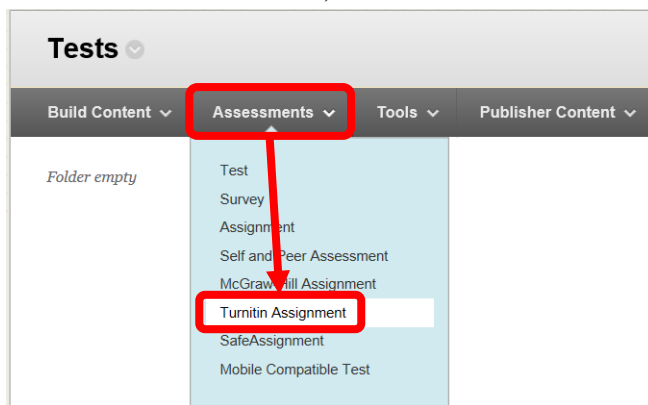 Tests
Build Content Assessments Tools Publisher Content
Folder empty
Test
Survey
Assignment
Self and Peer Assessment
McGraw-Hill Assignment
Turnitin Assignment
SafeAssignment
Mobile Compatible Test